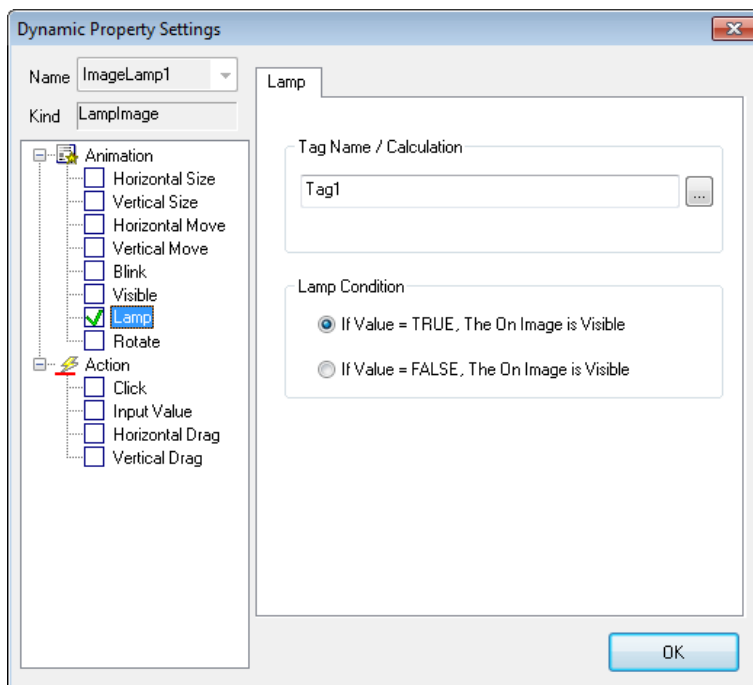 Dynamic Property Settings
Name ImageLamp1
Kind LampImage
Animation
Horizontal Size
Vertical Size
Horizontal Move
Vertical Move
Blink
Visible
Lamp
Rotate
Action
Click
Input Value
Horizontal Drag
Vertical Drag
Lamp
Tag Name / Calculation
Tag1
...
Lamp Condition
If Value = TRUE, The On Image is Visible
If Value = FALSE, The On Image is Visible
OK